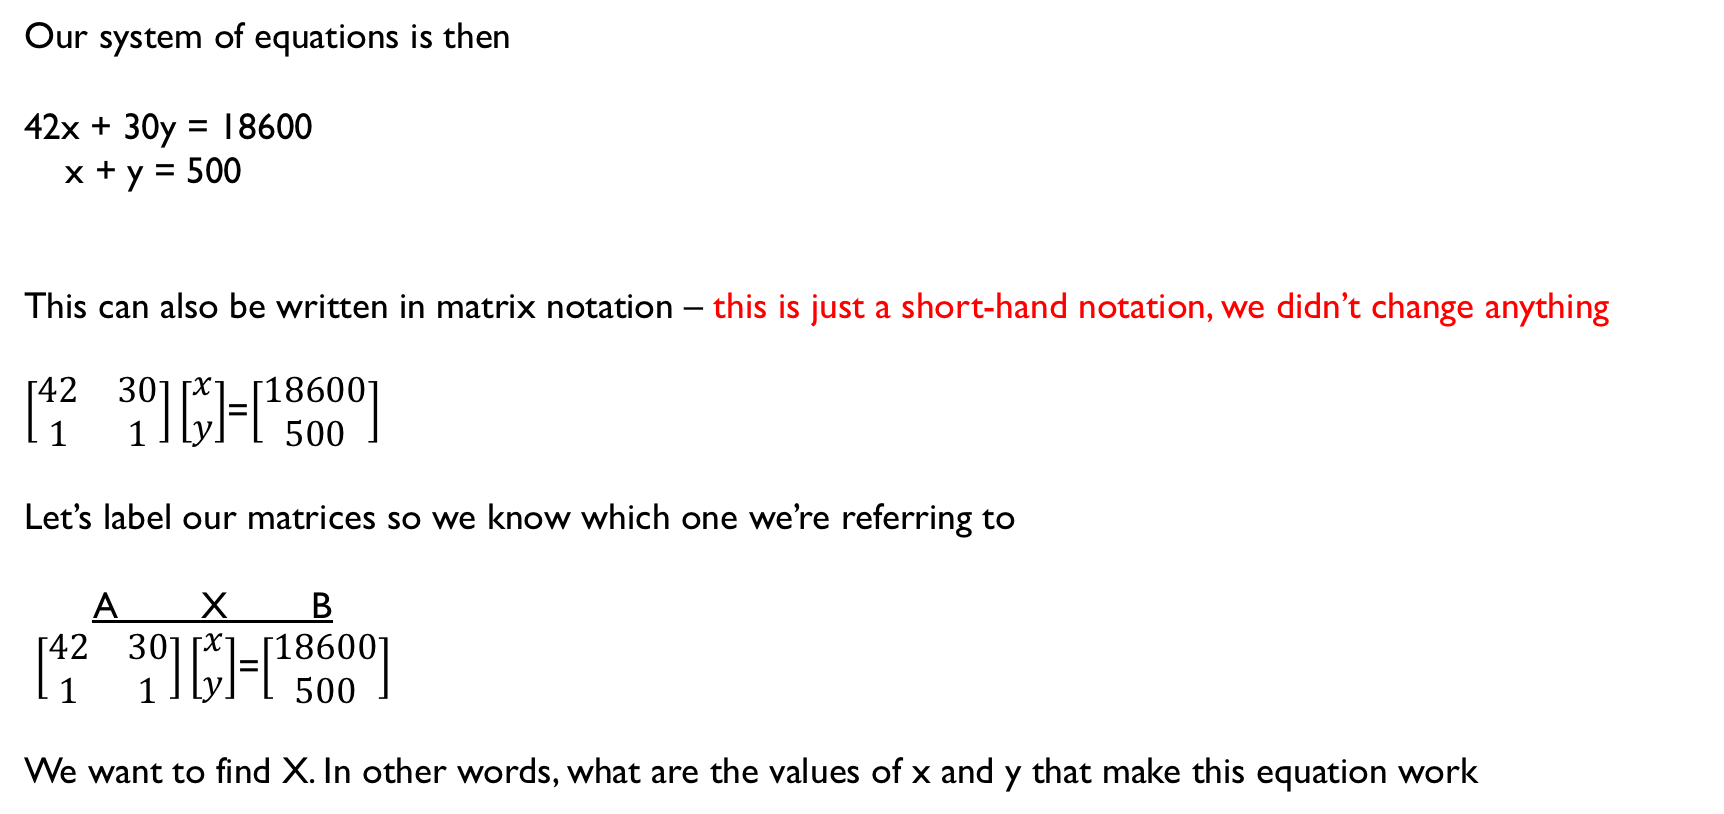 Our system of equations is then
42x + 30y = 18600
x + y = 500
This can also be written in matrix notation – this is just a short-hand notation, we didn’t change anything
[42 30] [x] = [18600]
[1 1] [y] [500]
Let’s label our matrices so we know which one we’re referring to
A X B
[42 30] [x] = [18600]
[1 1] [y] [500]
We want to find X. In other words, what are the values of x and y that make this equation work